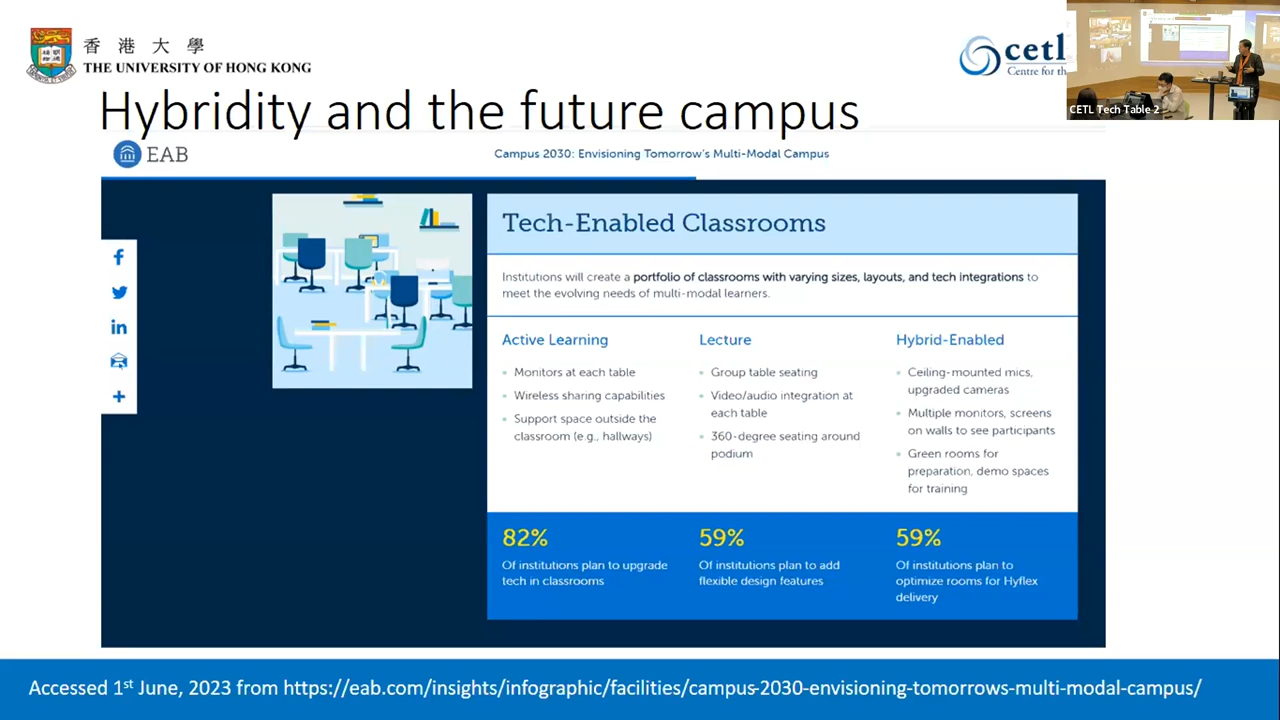 香港大學
THE UNIVERSITY OF HONG KONG
cetl
Centre for th
CETL Tech Table 2
Hybridity and the future campus
EAB
Campus 2030: Envisioning Tomorrow's Multi-Modal Campus
Tech-Enabled Classrooms
Institutions will create a portfolio of classrooms with varying sizes, layouts, and tech integrations to
meet the evolving needs of multi-modal learners.
Active Learning
Monitors at each table
Wireless sharing capabilities
Support space outside the
classroom (e.g., hallways)
Lecture
Group table seating
Video/audio integration at
each table
360-degree seating around
podium
Hybrid-Enabled
Ceiling-mounted mics,
upgraded cameras
Multiple monitors, screens
on walls to see participants
Green rooms for
preparation, demo spaces
for training
82%
Of institutions plan to upgrade
tech in classrooms
59%
Of institutions plan to add
flexible design features
59%
Of institutions plan to
optimize rooms for Hyflex
delivery
Accessed 1st June, 2023 from https://eab.com/insights/infographic/facilities/campus-2030-envisioning-tomorrows-multi-modal-campus/